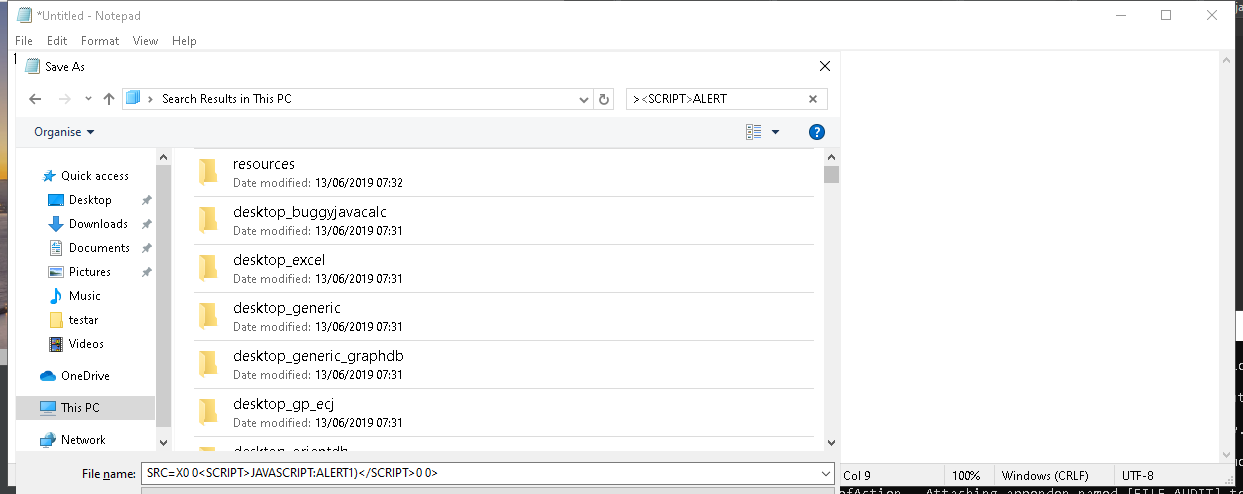 *Untitled - Notepad
File Edit Format View Help
Save As
Search Results in This PC
><SCRIPT>ALERT
Organise
Quick access
Desktop
Downloads
Documents
Pictures
Music
testar
Videos
OneDrive
This PC
Network
resources
Date modified: 13/06/2019 07:32
desktop_buggyjavacalc
Date modified: 13/06/2019 07:31
desktop_excel
Date modified: 13/06/2019 07:31
desktop_generic
Date modified: 13/06/2019 07:31
desktop_generic_graphdb
Date modified: 13/06/2019 07:31
desktop_gp_ecj
Date modified: 13/06/2019 07:31
File name: SRC=X0 0<SCRIPT>JAVASCRIPT:ALERT1)</SCRIPT>0 0>
Col 9 100% Windows (CRLF) UTF-8
Attaching appender named [FILE_AUDIT] to